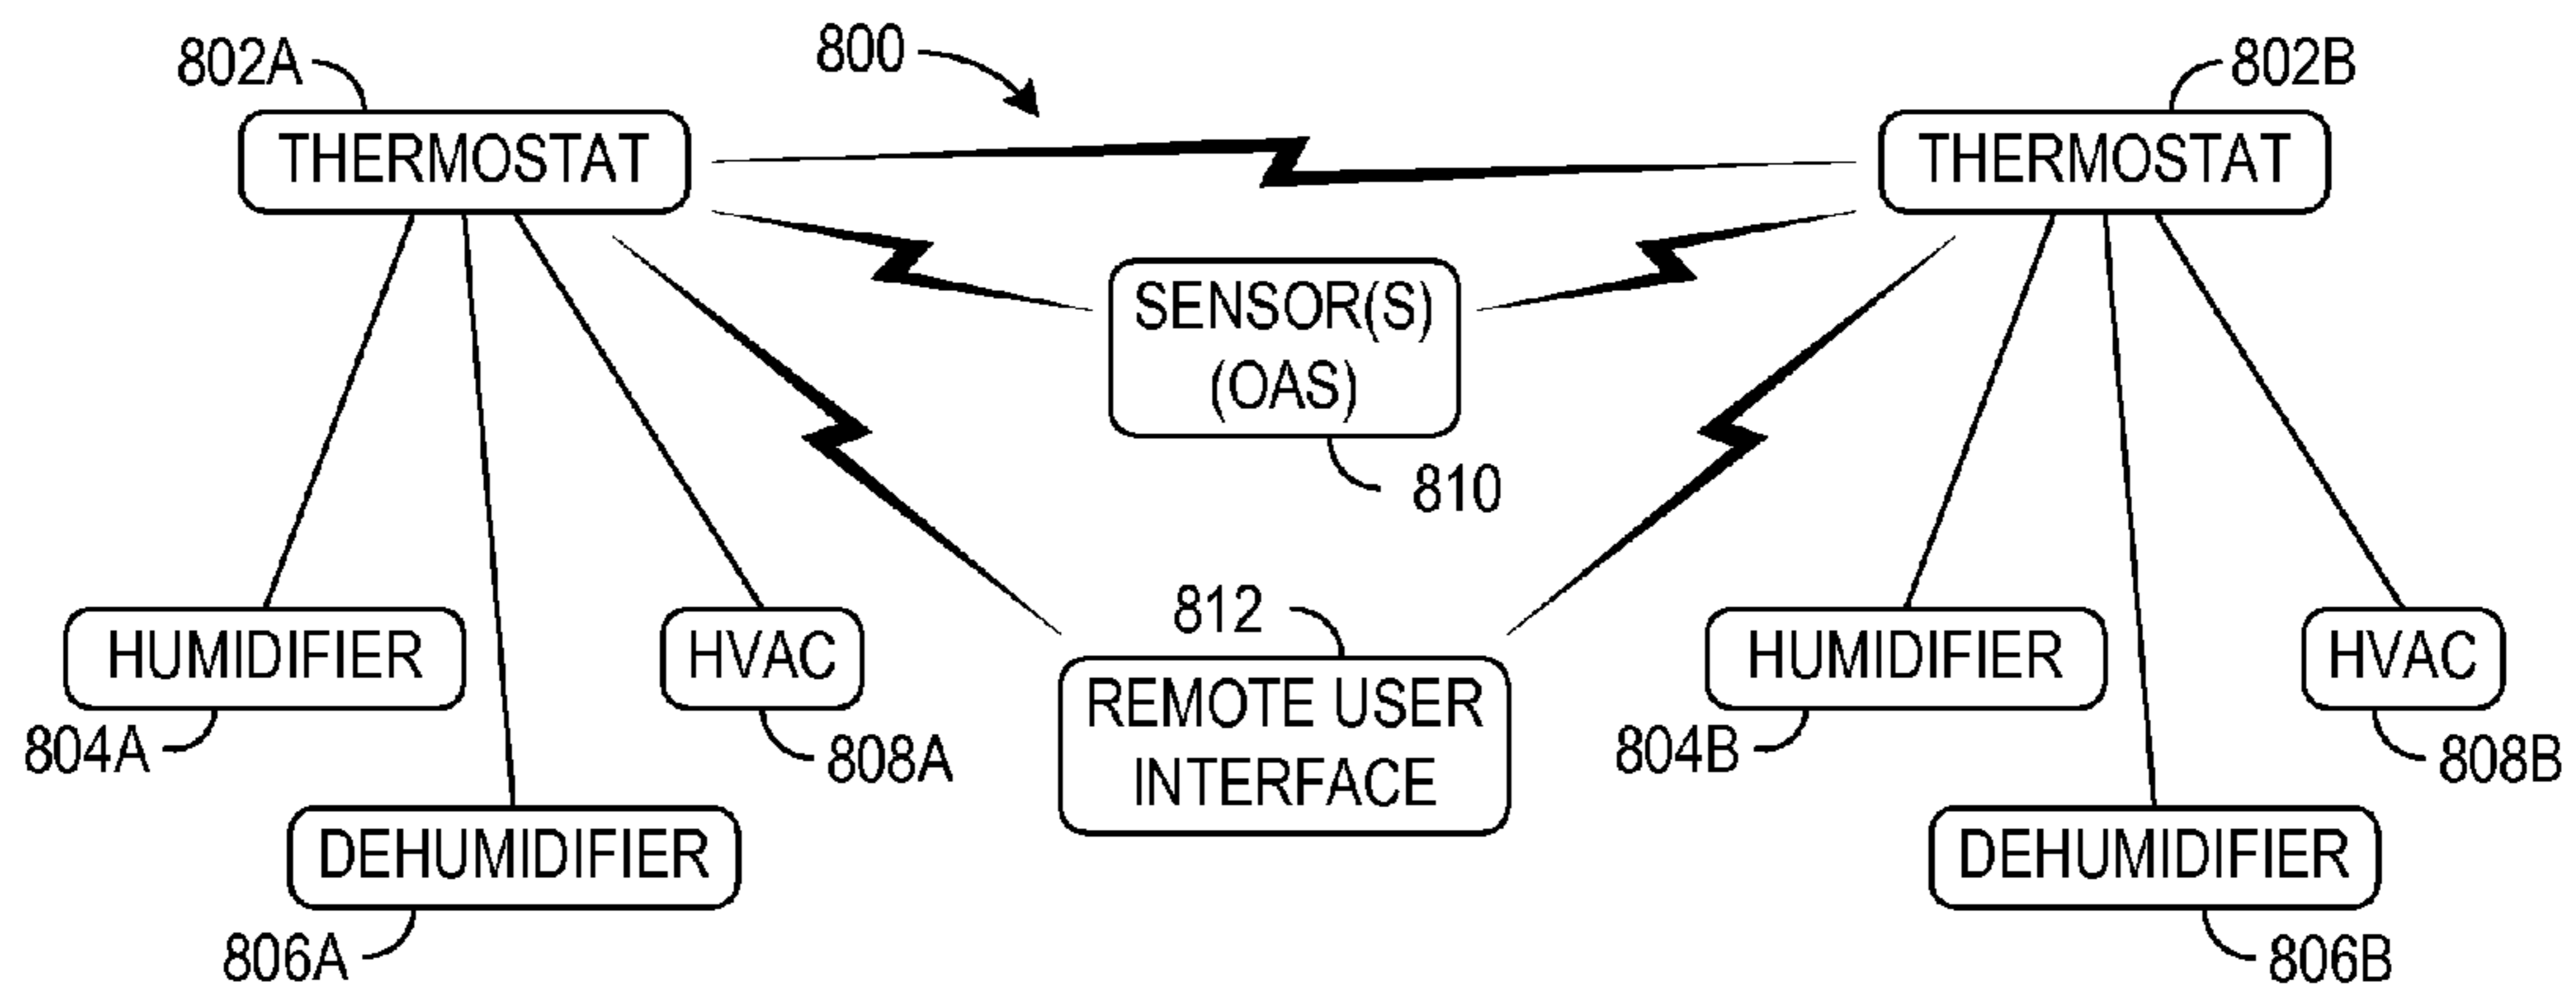 800
802A
802B
THERMOSTAT
THERMOSTAT
SENSOR(S)
(OAS)
810
812
HUMIDIFIER
HVAC
REMOTE USER
INTERFACE
HUMIDIFIER
HVAC
804A
808A
804B
808B
DEHUMIDIFIER
DEHUMIDIFIER
806A
806B